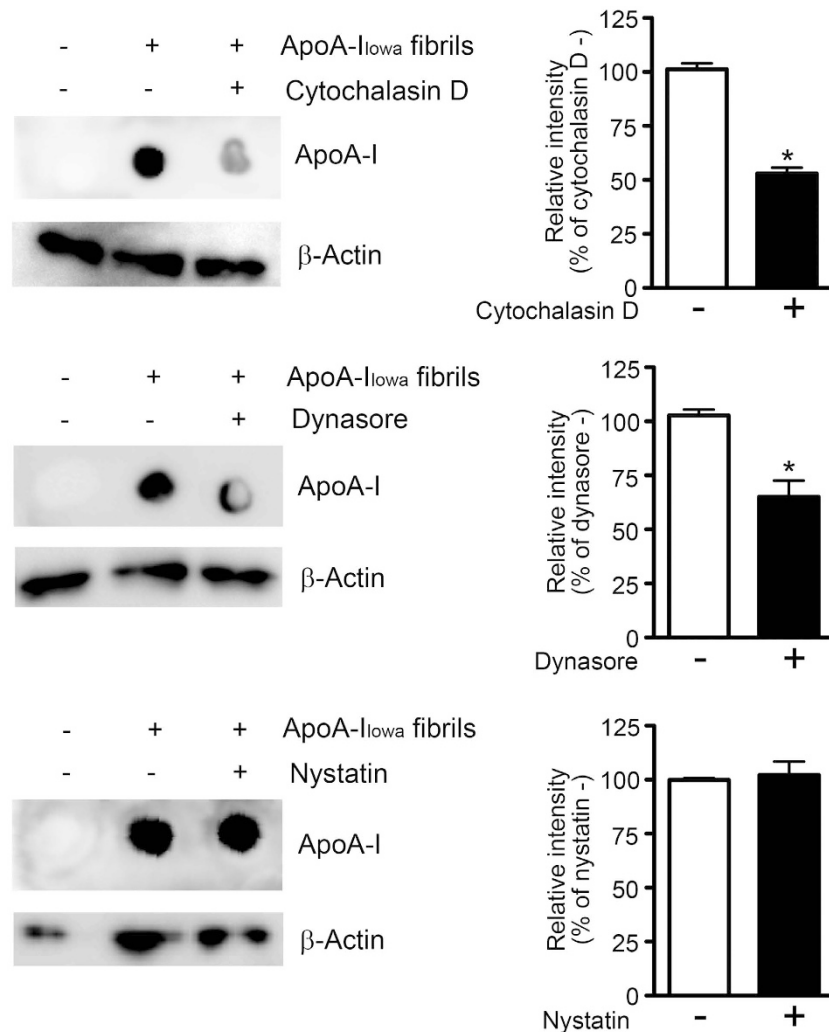 - + + ApoA-IIowa fibrils
- - + Cytochalasin D
ApoA-I
β-Actin
Relative intensity
(% of cytochalasin D -)
125
100
75
50
25
0
*
Cytochalasin D - +
- + + ApoA-IIowa fibrils
- - + Dynasore
ApoA-I
β-Actin
Relative intensity
(% of dynasore -)
125
100
75
50
25
0
*
Dynasore - +
- + + ApoA-IIowa fibrils
- - + Nystatin
ApoA-I
β-Actin
Relative intensity
(% of nystatin -)
125
100
75
50
25
0
Nystatin - +